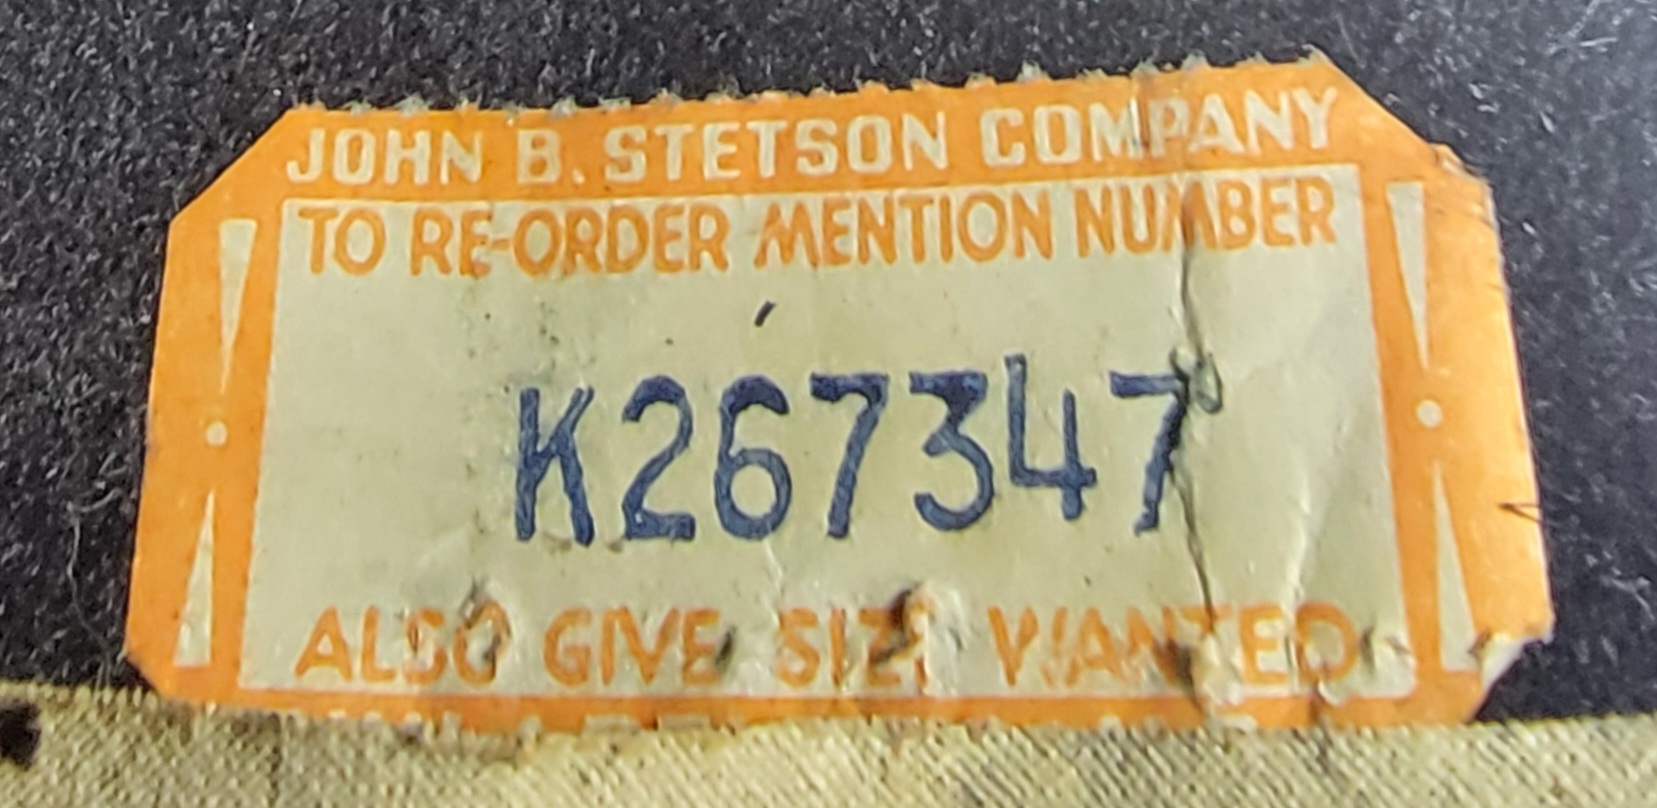 JOHN B. STETSON COMPANY
TO RE-ORDER MENTION NUMBER
K267347
ALSO GIVE SIZE WANTED